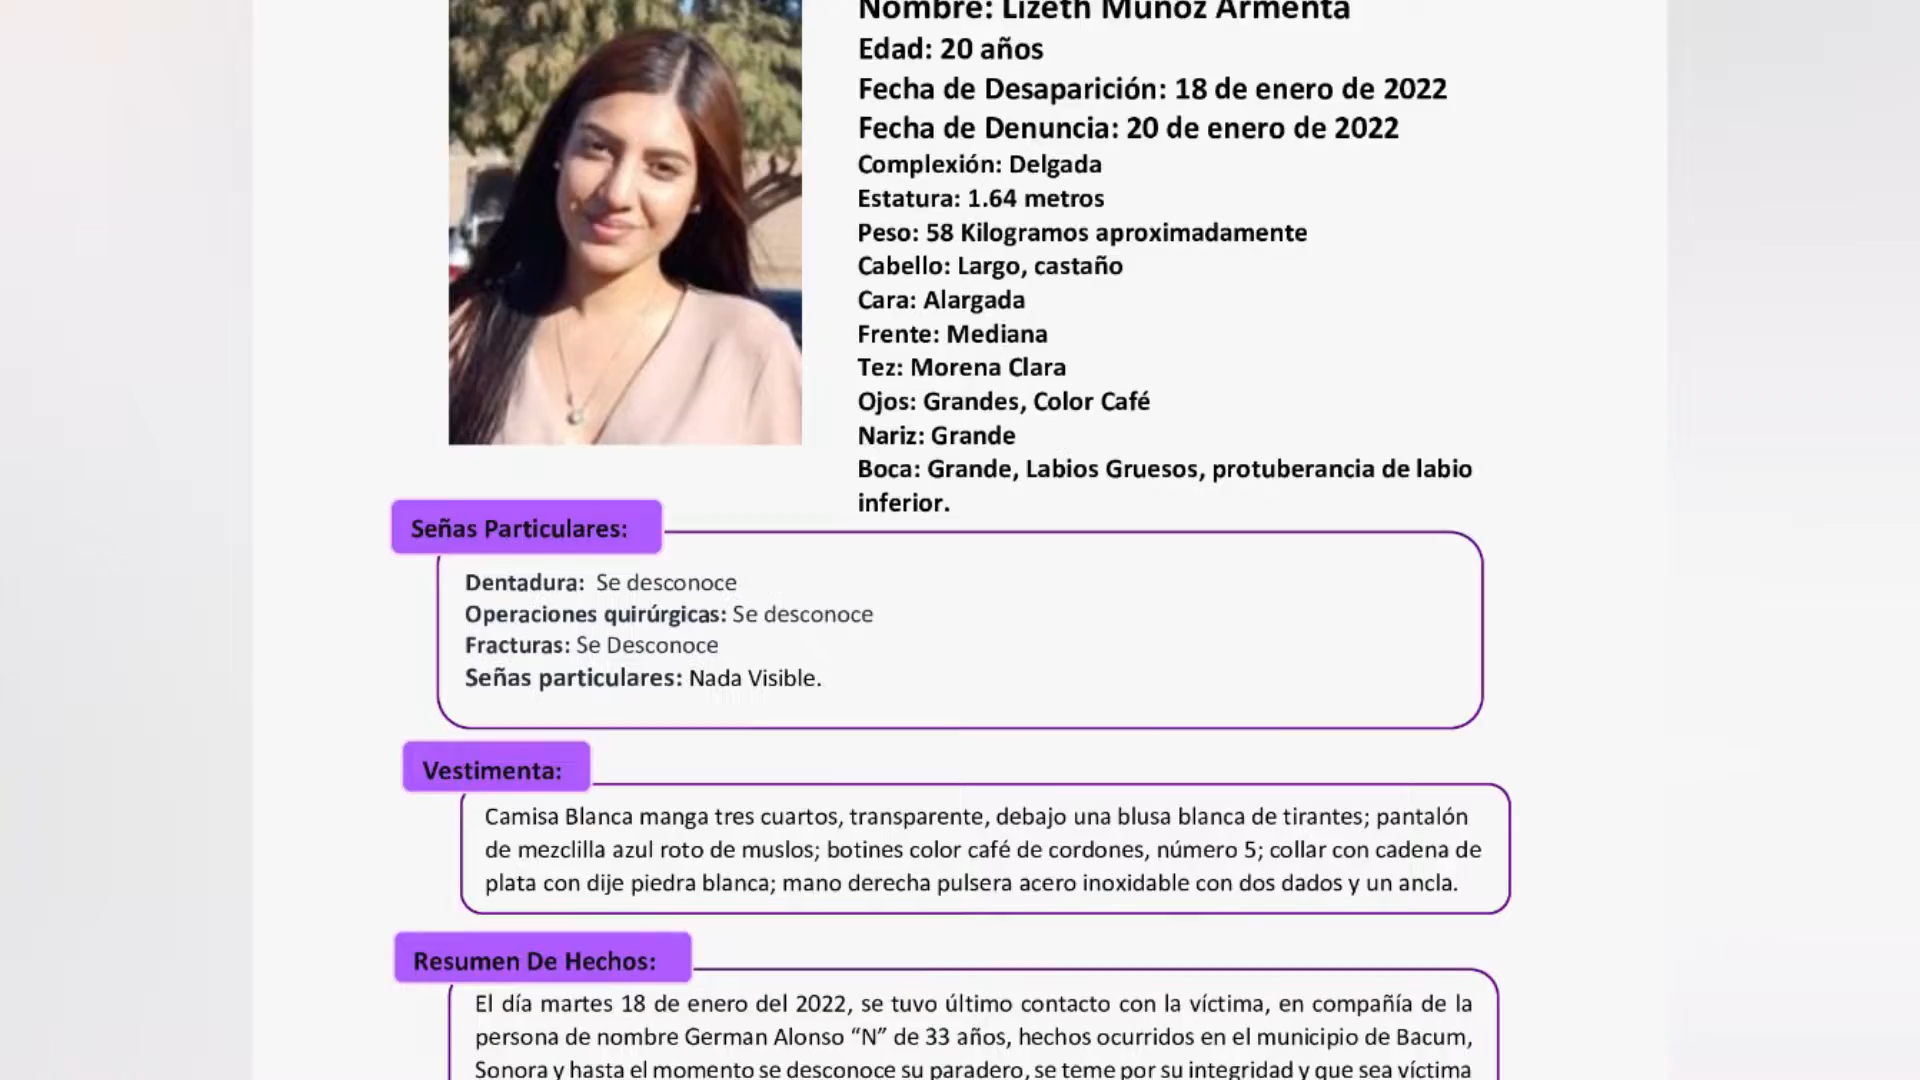 Nombre: Lizeth Muñoz Armenta
Edad: 20 años
Fecha de Desaparición: 18 de enero de 2022
Fecha de Denuncia: 20 de enero de 2022
Complexión: Delgada
Estatura: 1.64 metros
Peso: 58 Kilogramos aproximadamente
Cabello: Largo, castaño
Cara: Alargada
Frente: Mediana
Tez: Morena Clara
Ojos: Grandes, Color Café
Nariz: Grande
Boca: Grande, Labios Gruesos, protuberancia de labio
inferior.
Señas Particulares:
Dentadura: Se desconoce
Operaciones quirúrgicas: Se desconoce
Fracturas: Se Desconoce
Señas particulares: Nada Visible.
Vestimenta:
Camisa Blanca manga tres cuartos, transparente, debajo una blusa blanca de tirantes; pantalón
de mezclilla azul roto de muslos; botines color café de cordones, número 5; collar con cadena de
plata con dije piedra blanca; mano derecha pulsera acero inoxidable con dos dados y un ancla.
Resumen De Hechos:
El día martes 18 de enero del 2022, se tuvo último contacto con la víctima, en compañía de la
persona de nombre German Alonso “N” de 33 años, hechos ocurridos en el municipio de Bacum,
Sonora y hasta el momento se desconoce su paradero, se teme por su integridad y que sea víctima